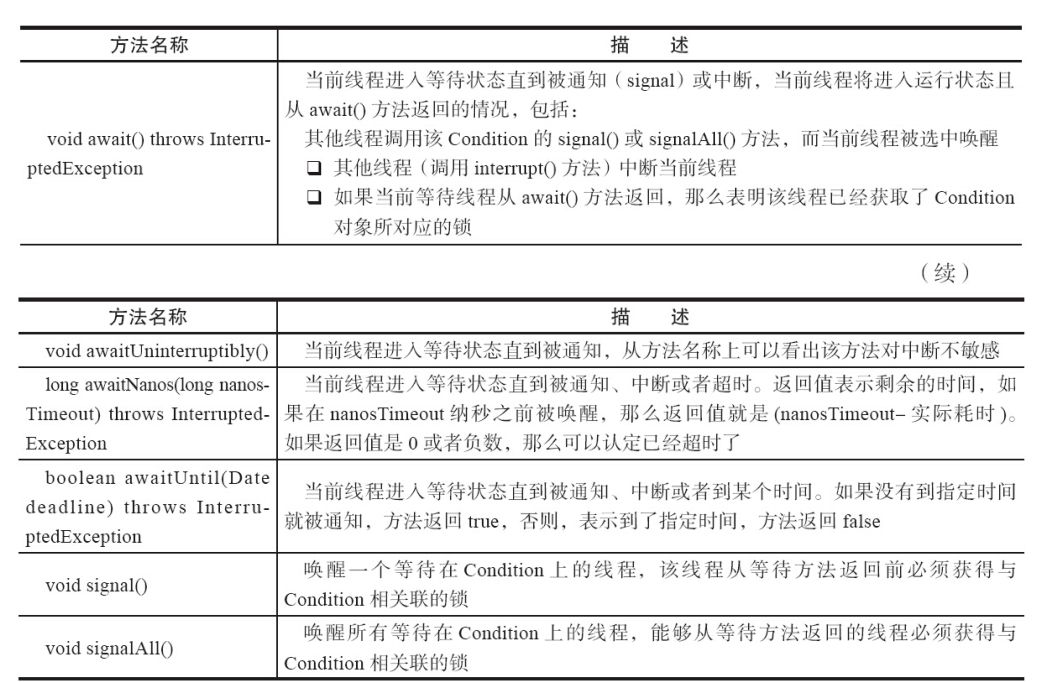 方法名称
描 述
void await() throws Interru-
ptedException
当前线程进入等待状态直到被通知（signal）或中断，当前线程将进入运行状态且
从 await() 方法返回的情况，包括：
其他线程调用该 Condition 的 signal() 或 signalAll() 方法，而当前线程被选中唤醒
❑ 其他线程（调用 interrupt() 方法）中断当前线程
❑ 如果当前等待线程从 await() 方法返回，那么表明该线程已经获取了 Condition
对象所对应的锁
（续）
方法名称
描 述
void awaitUninterruptibly()
当前线程进入等待状态直到被通知，从方法名称上可以看出该方法对中断不敏感
long awaitNanos(long nanos-
Timeout) throws Interrupted-
Exception
当前线程进入等待状态直到被通知、中断或者超时。返回值表示剩余的时间，如
果在 nanosTimeout 纳秒之前被唤醒，那么返回值就是 (nanosTimeout– 实际耗时 )。
如果返回值是 0 或者负数，那么可以认定已经超时了
boolean awaitUntil(Date
deadline) throws Interru-
ptedException
当前线程进入等待状态直到被通知、中断或者到某个时间。如果没有到指定时间
就被通知，方法返回 true，否则，表示到了指定时间，方法返回 false
void signal()
唤醒一个等待在 Condition 上的线程，该线程从等待方法返回前必须获得与
Condition 相关联的锁
void signalAll()
唤醒所有等待在 Condition 上的线程，能够从等待方法返回的线程必须获得与
Condition 相关联的锁